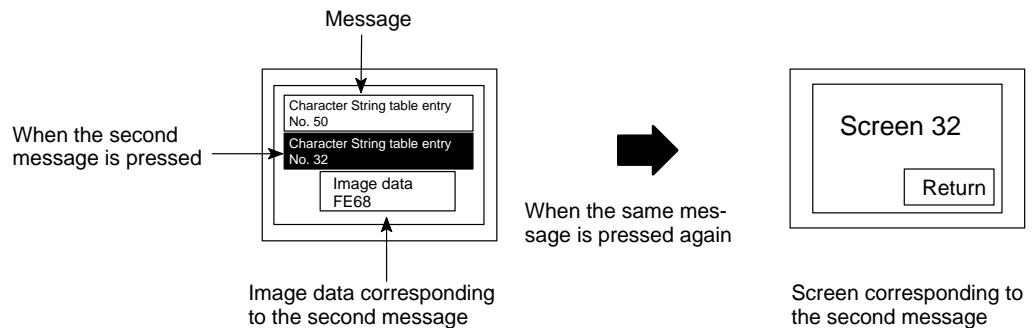 Message
Character String table entry
No. 50
When the second
message is pressed
Character String table entry
No. 32
Image data
FE68
Image data corresponding
to the second message
When the same mes-
sage is pressed again
Screen 32
Return
Screen corresponding to
the second message